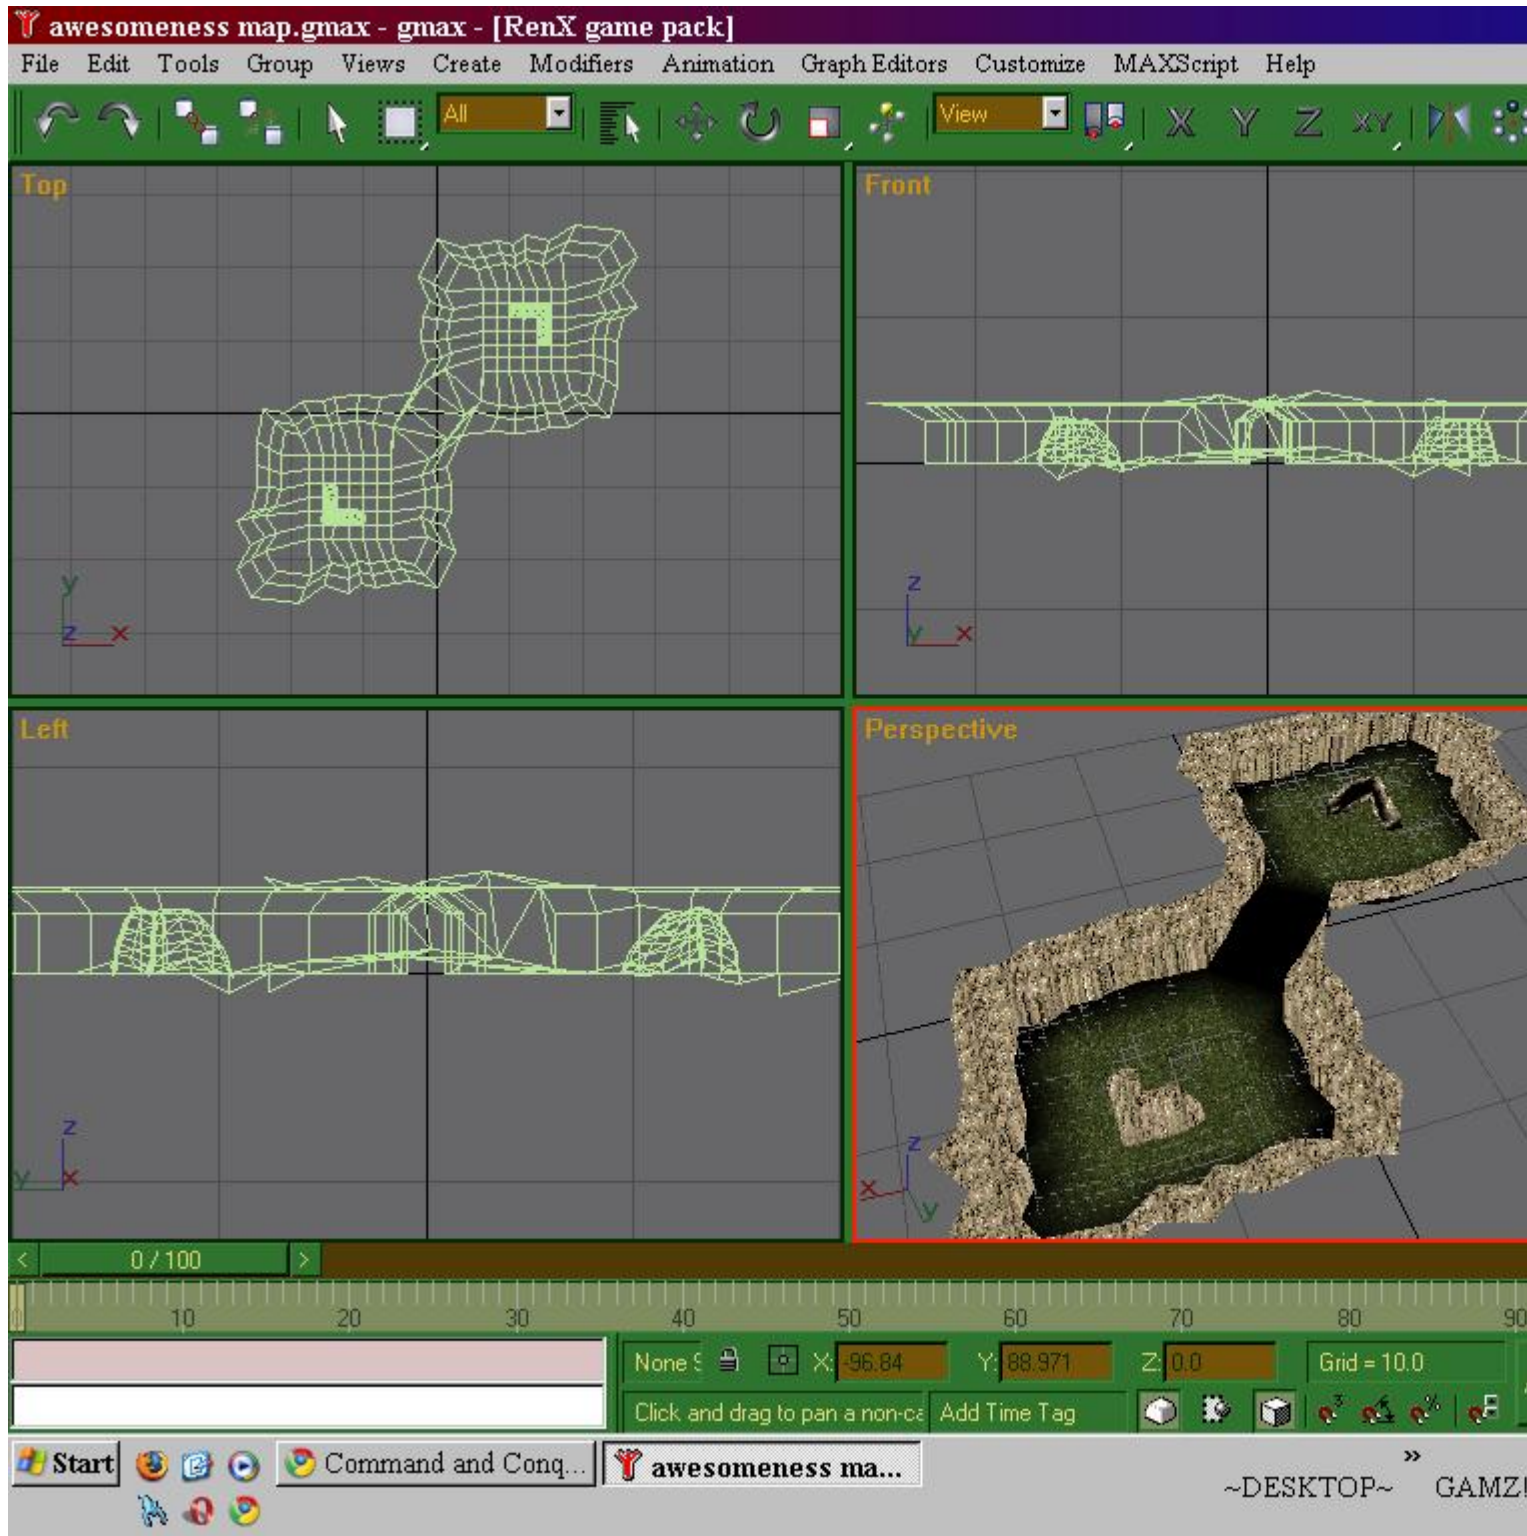 awesomeness map.gmax - gmax - [RenX game pack]
File Edit Tools Group Views Create Modifiers Animation Graph Editors Customize MAXScript Help
All View X Y Z XY
Top
Front
y
z x
z
y x
Left
Perspective
z
y x
z
x
y
< 0 / 100 >
0 10 20 30 40 50 60 70 80 90
None S X: -96.84 Y: 88.971 Z: 0.0 Grid = 10.0
Click and drag to pan a non-ca Add Time Tag
Start Command and Conq... awesomeness ma... »
~DESKTOP~ GAMZ!